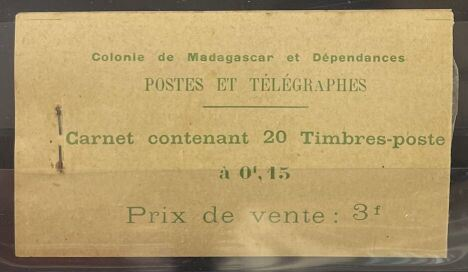 Colonie de Madagascar et Dépendances
POSTES ET TÉLÉGRAPHES
Carnet contenant 20 Timbres-poste
à 0f,15
Prix de vente : 3f